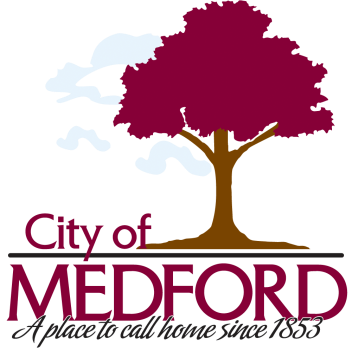 City of
MEDFORD
A place to call home since 1853